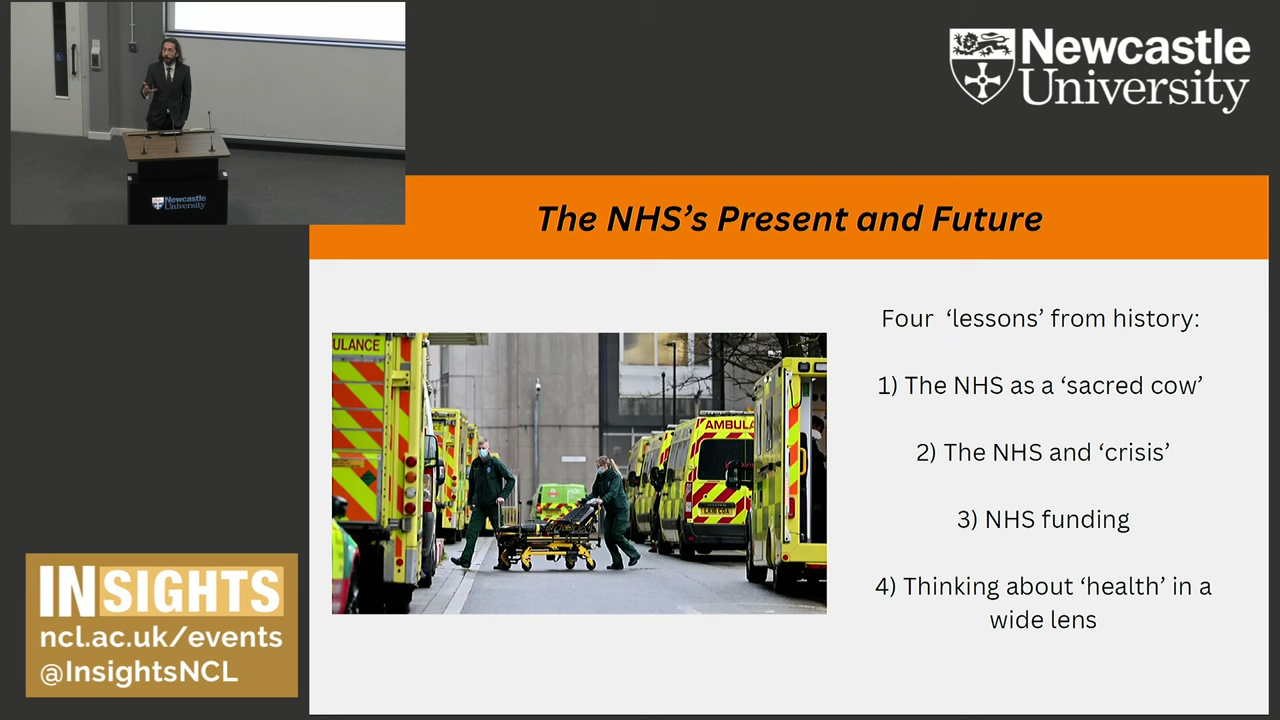 Newcastle
University
Newcastle
University
The NHS's Present and Future
Four ‘lessons’ from history:
1) The NHS as a ‘sacred cow’
2) The NHS and ‘crisis’
3) NHS funding
4) Thinking about ‘health’ in a
wide lens
ULANCE
AMBULA
INSIGHTS
ncl.ac.uk/events
@InsightsNCL